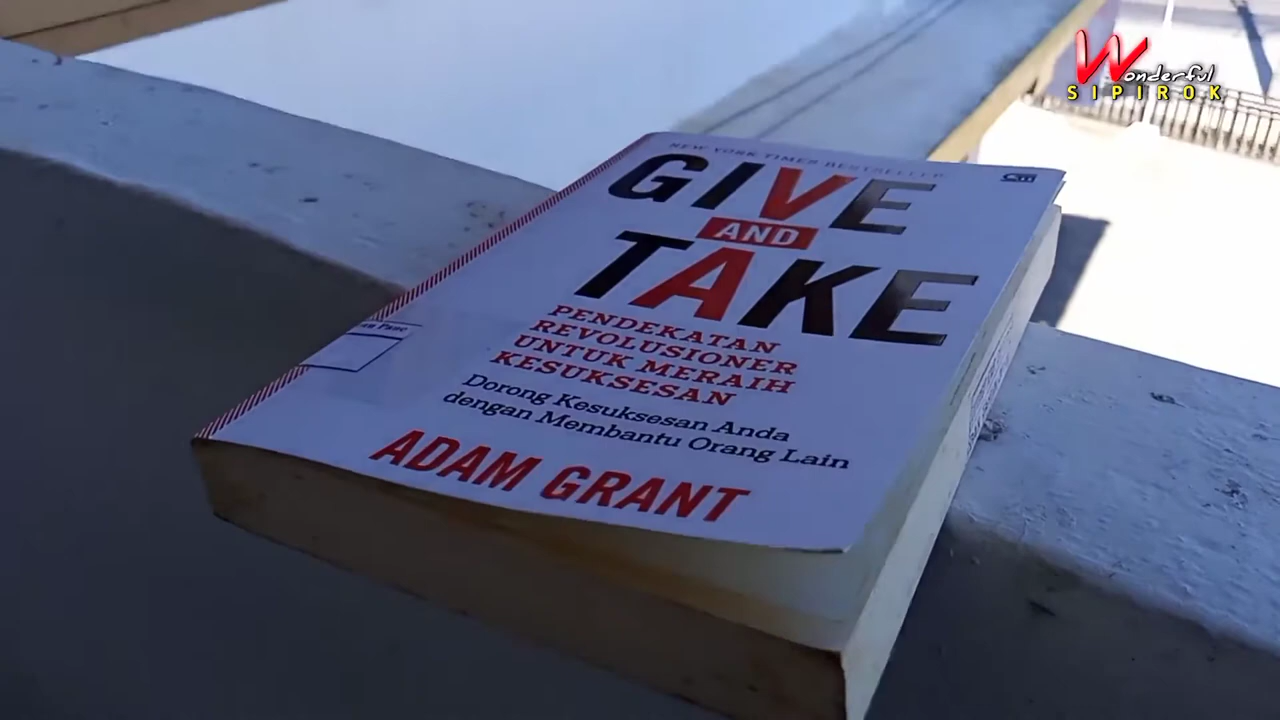 Wonderful
SIPIROK
NEW YORK TIMES BESTSELLER
GIVE
AND
TAKE
PENDEKATAN
REVOLUSIONER
UNTUK MERAIH
KESUKSESAN
Dorong Kesuksesan Anda
dengan Membantu Orang Lain
ADAM GRANT